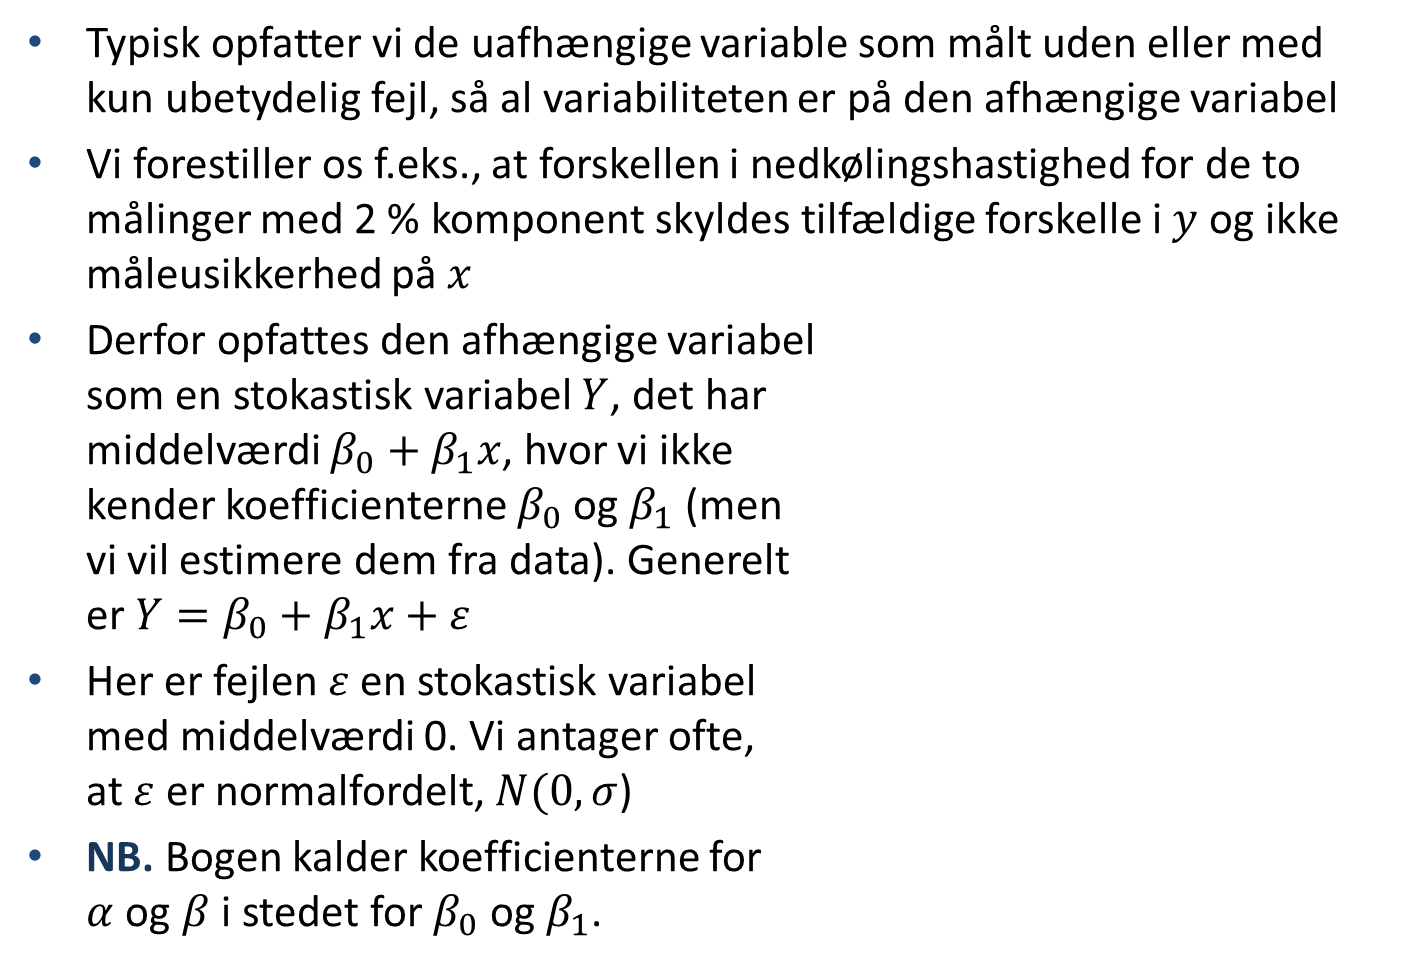 • Typisk opfatter vi de uafhængige variable som målt uden eller med
kun ubetydelig fejl, så al variabiliteten er på den afhængige variabel
• Vi forestiller os f.eks., at forskellen i nedkølingshastighed for de to
målinger med 2 % komponent skyldes tilfældige forskelle i 𝑦 og ikke
måleusikkerhed på 𝑥
• Derfor opfattes den afhængige variabel
som en stokastisk variabel 𝑌, det har
middelværdi 𝛽₀ + 𝛽₁𝑥, hvor vi ikke
kender koefficienterne 𝛽₀ og 𝛽₁ (men
vi vil estimere dem fra data). Generelt
er 𝑌 = 𝛽₀ + 𝛽₁𝑥 + 𝜀
• Her er fejlen 𝜀 en stokastisk variabel
med middelværdi 0. Vi antager ofte,
at 𝜀 er normalfordelt, 𝑁(0, 𝜎)
• NB. Bogen kalder koefficienterne for
𝛼 og 𝛽 i stedet for 𝛽₀ og 𝛽₁.